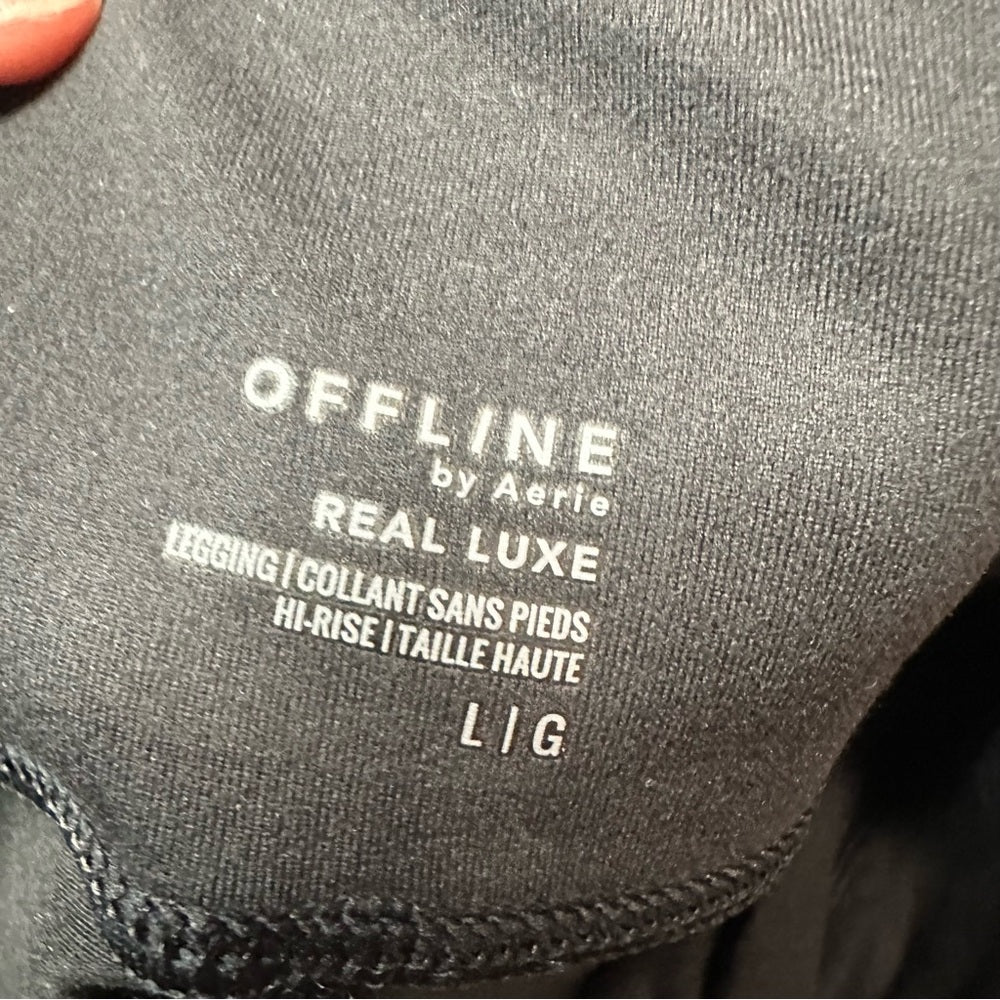 OFFLINE
by Aerie
REAL LUXE
LEGGING | COLLANT SANS PIEDS
HI-RISE | TAILLE HAUTE
L | G